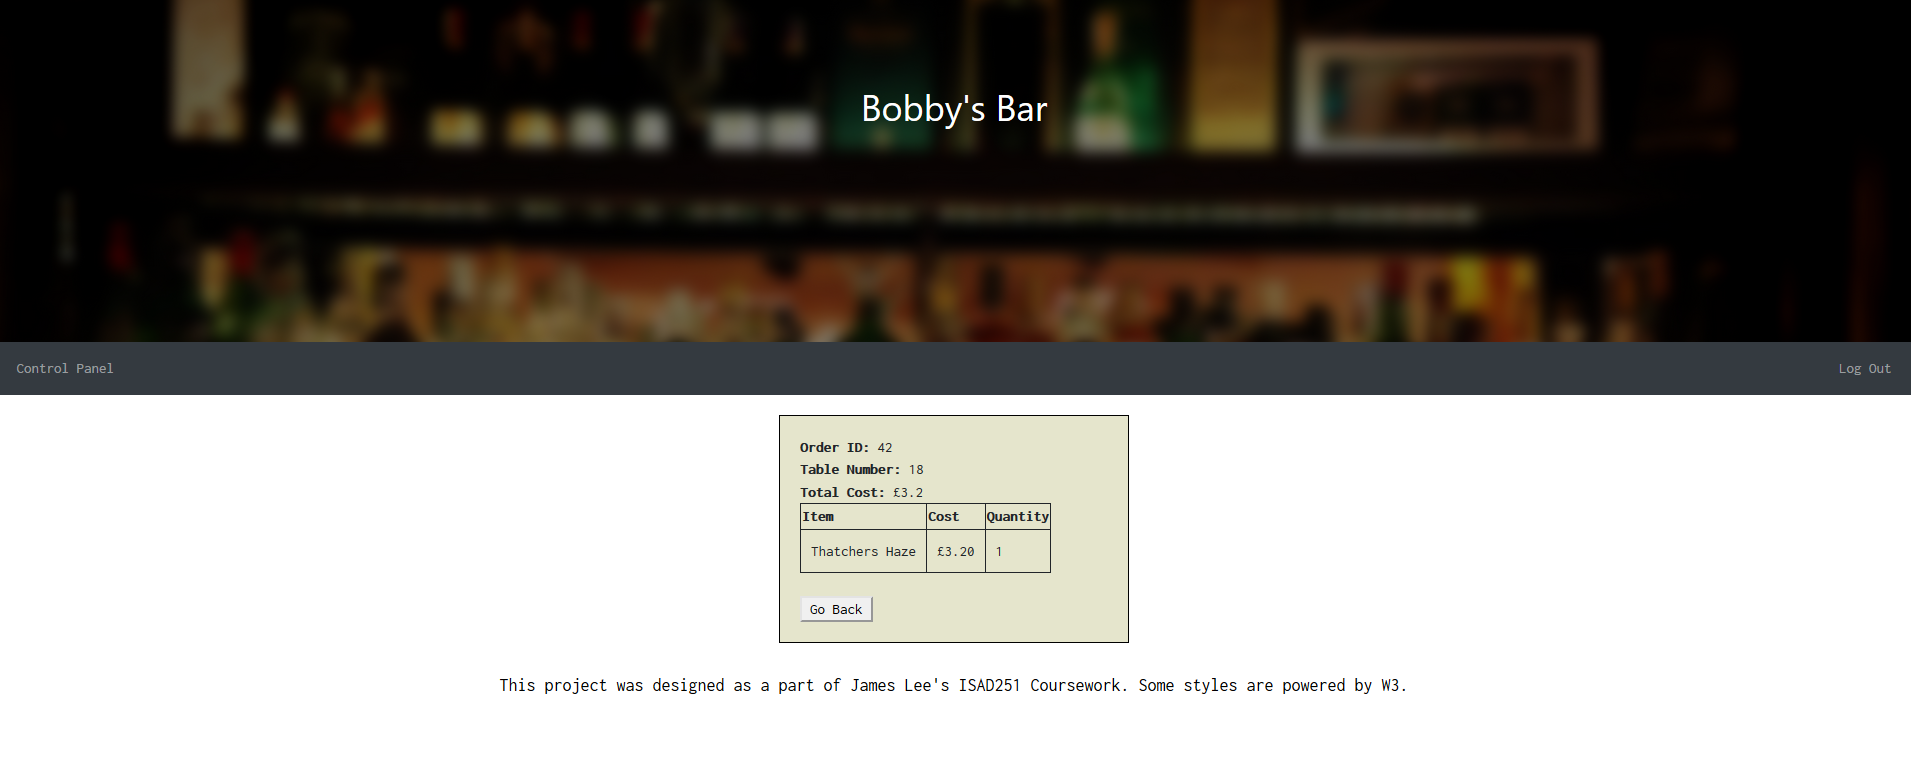 Bobby's Bar
Control Panel
Log Out
Order ID: 42
Table Number: 18
Total Cost: £3.2
Item Cost Quantity
Thatchers Haze £3.20 1
Go Back
This project was designed as a part of James Lee's ISAD251 Coursework. Some styles are powered by W3.